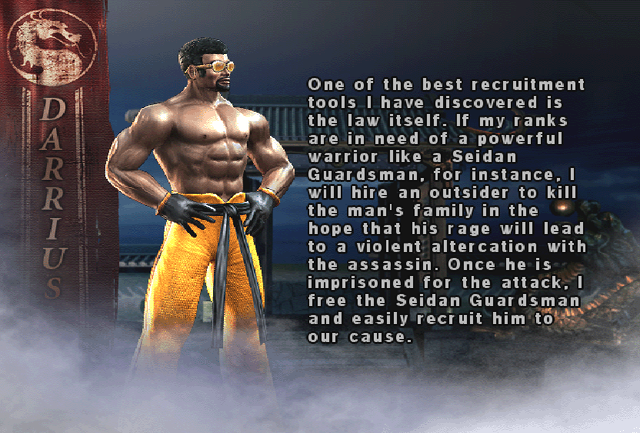 DARRIUS
One of the best recruitment
tools I have discovered is
the law itself. If my ranks
are in need of a powerful
warrior like a Seidan
Guardsman, for instance, I
will hire an outsider to kill
the man's family in the
hope that his rage will lead
to a violent altercation with
the assassin. Once he is
imprisoned for the attack, I
free the Seidan Guardsman
and easily recruit him to
our cause.